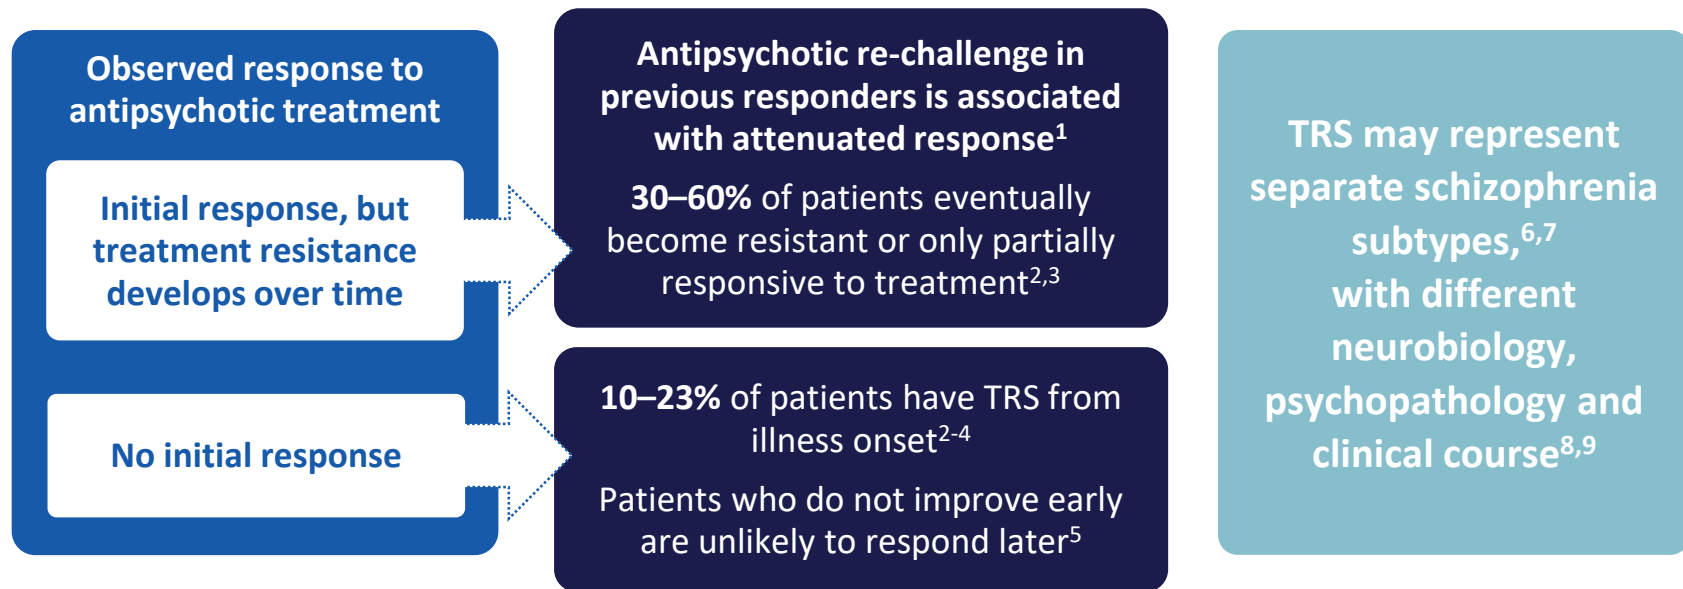 Observed response to
antipsychotic treatment
Initial response, but
treatment resistance
develops over time
No initial response
Antipsychotic re-challenge in
previous responders is associated
with attenuated response¹
30–60% of patients eventually
become resistant or only partially
responsive to treatment²,³
10–23% of patients have TRS from
illness onset²⁻⁴
Patients who do not improve early
are unlikely to respond later⁵
TRS may represent
separate schizophrenia
subtypes,⁶,⁷
with different
neurobiology,
psychopathology and
clinical course⁸,⁹